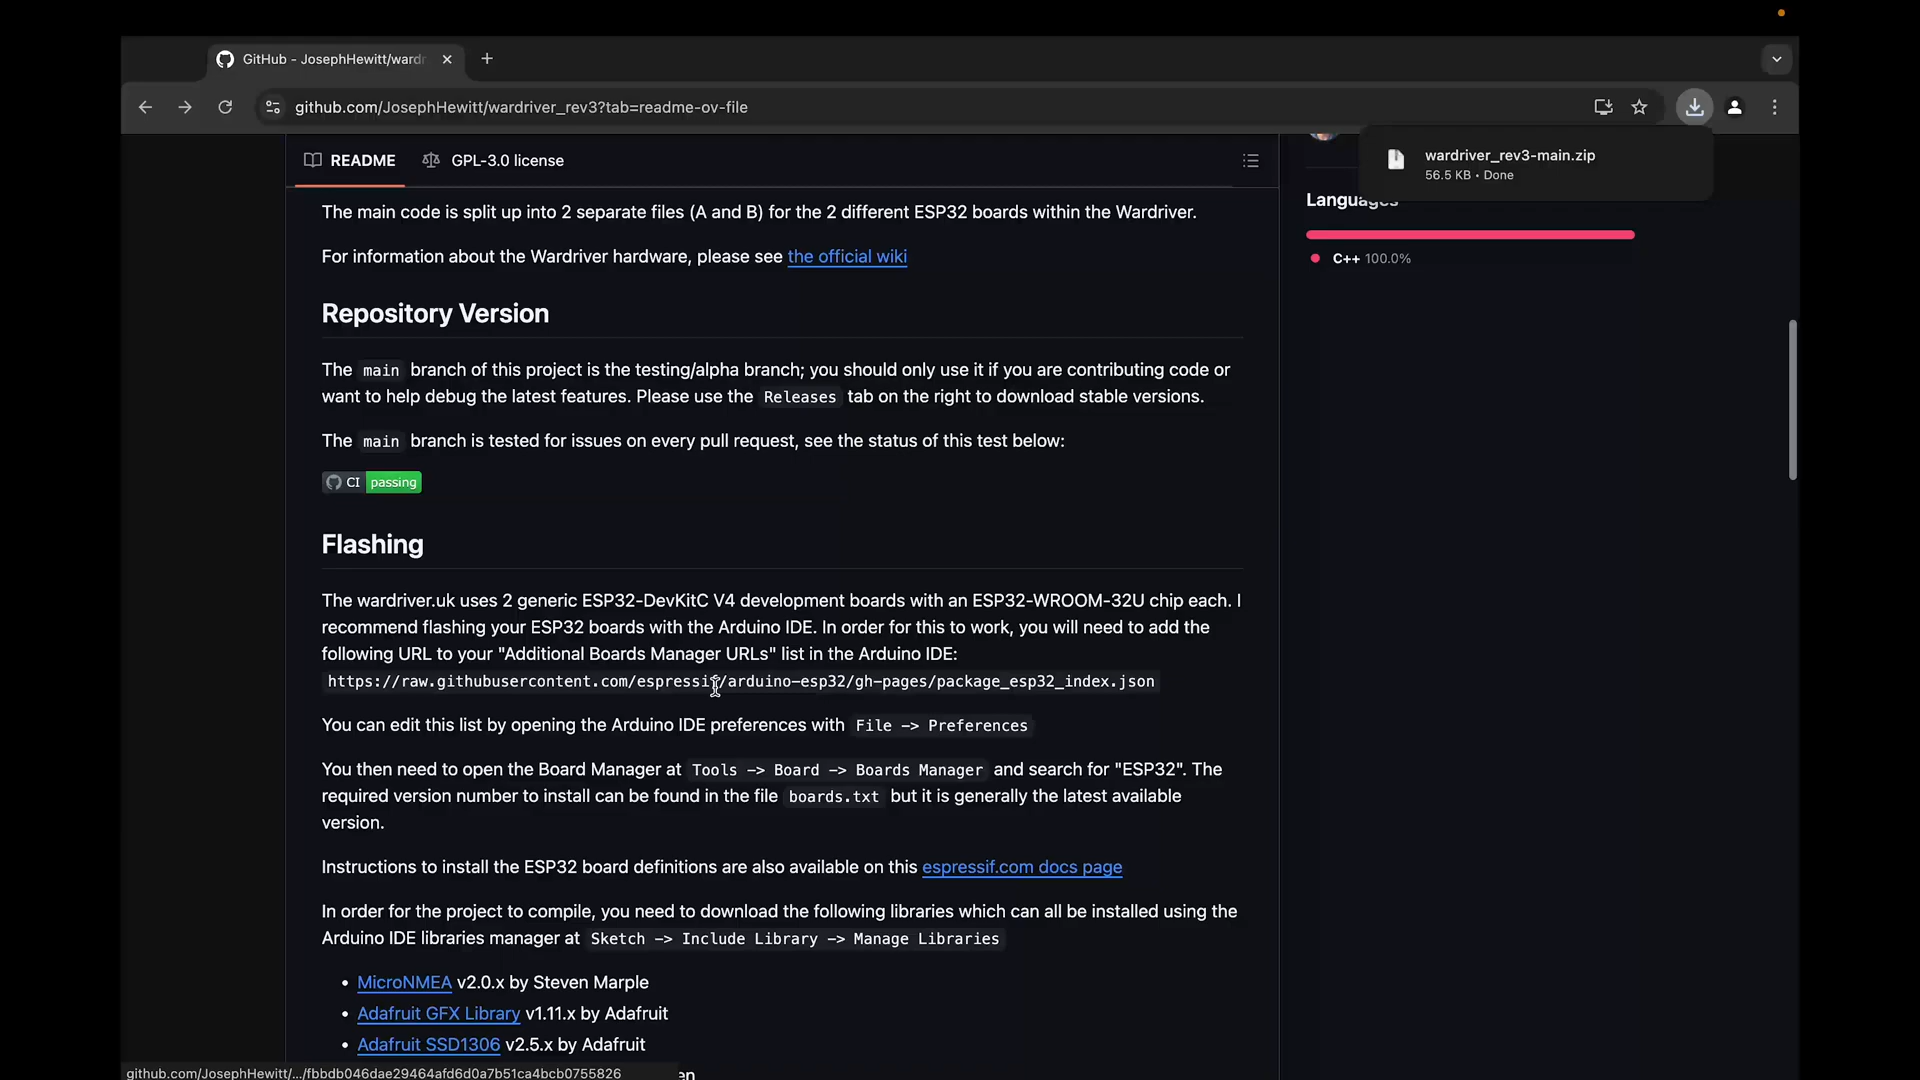 GitHub - JosephHewitt/wardr
github.com/JosephHewitt/wardriver_rev3?tab=readme-ov-file
wardriver_rev3-main.zip
56.5 KB • Done
README
GPL-3.0 license
Languages
C++ 100.0%
The main code is split up into 2 separate files (A and B) for the 2 different ESP32 boards within the Wardriver.
For information about the Wardriver hardware, please see the official wiki
Repository Version
The main branch of this project is the testing/alpha branch; you should only use it if you are contributing code or
want to help debug the latest features. Please use the Releases tab on the right to download stable versions.
The main branch is tested for issues on every pull request, see the status of this test below:
CI passing
Flashing
The wardriver.uk uses 2 generic ESP32-DevKitC V4 development boards with an ESP32-WROOM-32U chip each. I
recommend flashing your ESP32 boards with the Arduino IDE. In order for this to work, you will need to add the
following URL to your "Additional Boards Manager URLs" list in the Arduino IDE:
https://raw.githubusercontent.com/espressif/arduino-esp32/gh-pages/package_esp32_index.json
You can edit this list by opening the Arduino IDE preferences with File -> Preferences
You then need to open the Board Manager at Tools -> Board -> Boards Manager and search for "ESP32". The
required version number to install can be found in the file boards.txt but it is generally the latest available
version.
Instructions to install the ESP32 board definitions are also available on this espressif.com docs page
In order for the project to compile, you need to download the following libraries which can all be installed using the
Arduino IDE libraries manager at Sketch -> Include Library -> Manage Libraries
• MicroNMEA v2.0.x by Steven Marple
• Adafruit GFX Library v1.11.x by Adafruit
• Adafruit SSD1306 v2.5.x by Adafruit
github.com/JosephHewitt/.../fbbdb046dae29464afd6d0a7b51ca4bcb0755826